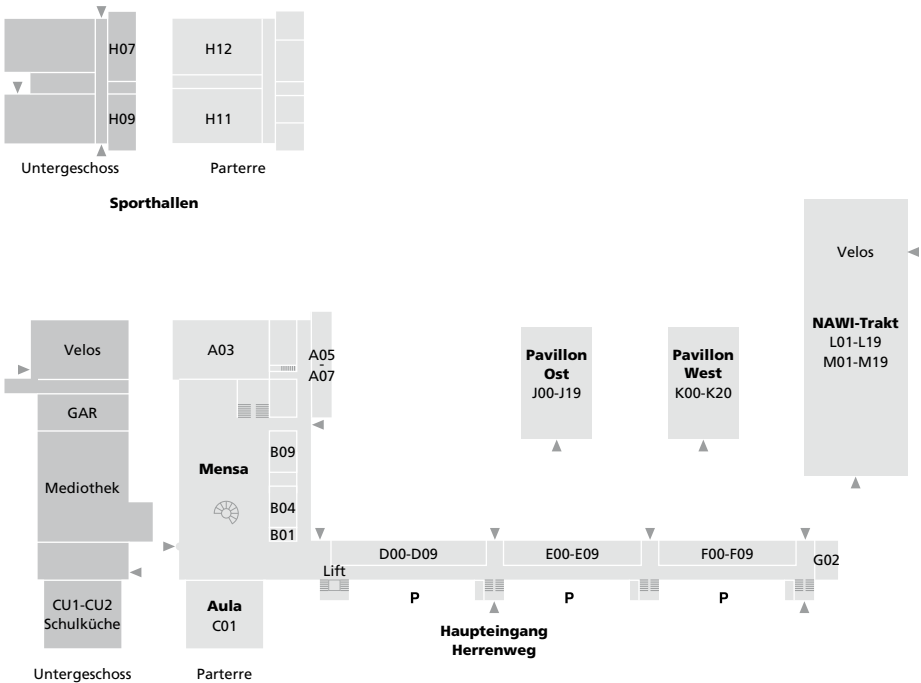 H07
H12
H09
H11
Untergeschoss
Parterre
Sporthallen
Velos
NAWI-Trakt
L01-L19
M01-M19
Velos
A03
A05
-
A07
Pavillon
Ost
J00-J19
Pavillon
West
K00-K20
GAR
Mensa
B09
Mediothek
B04
B01
D00-D09
E00-E09
F00-F09
G02
Lift
CU1-CU2
Schulküche
Aula
C01
P
P
P
Haupteingang
Herrenweg
Untergeschoss
Parterre